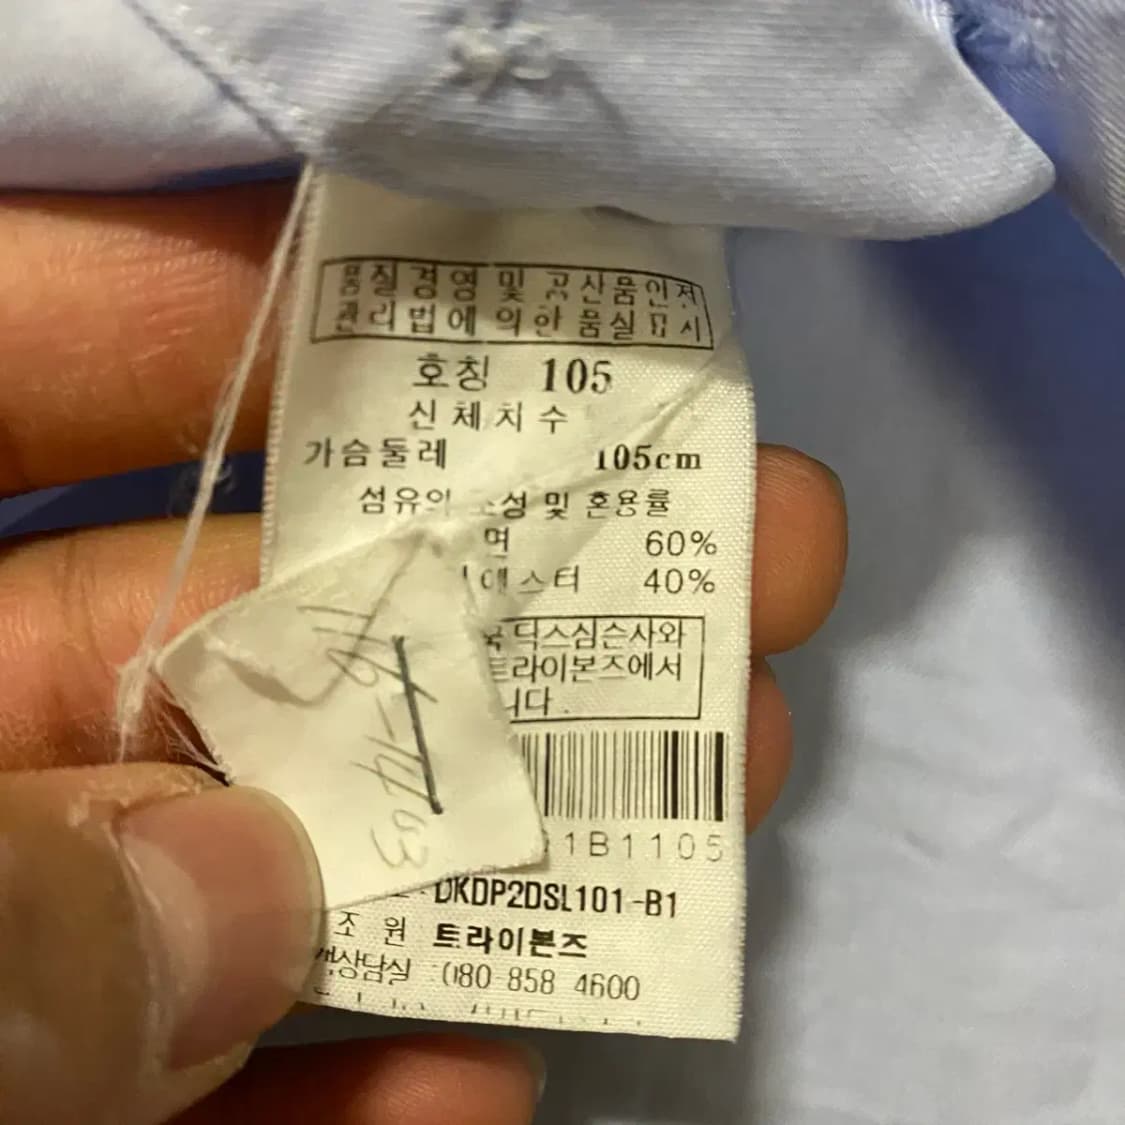 품질경영 및 공산품안전
관리법에 의한 품질표시
호칭 105
신체치수
가슴둘레 105cm
섬유의 조성 및 혼용률
면 60%
에스터 40%
딕스심슨사와
트라이본즈에서
니다.
1B1105
DKDP2DSL101-B1
조 원 트라이본즈
상담실 : 080 858 4600